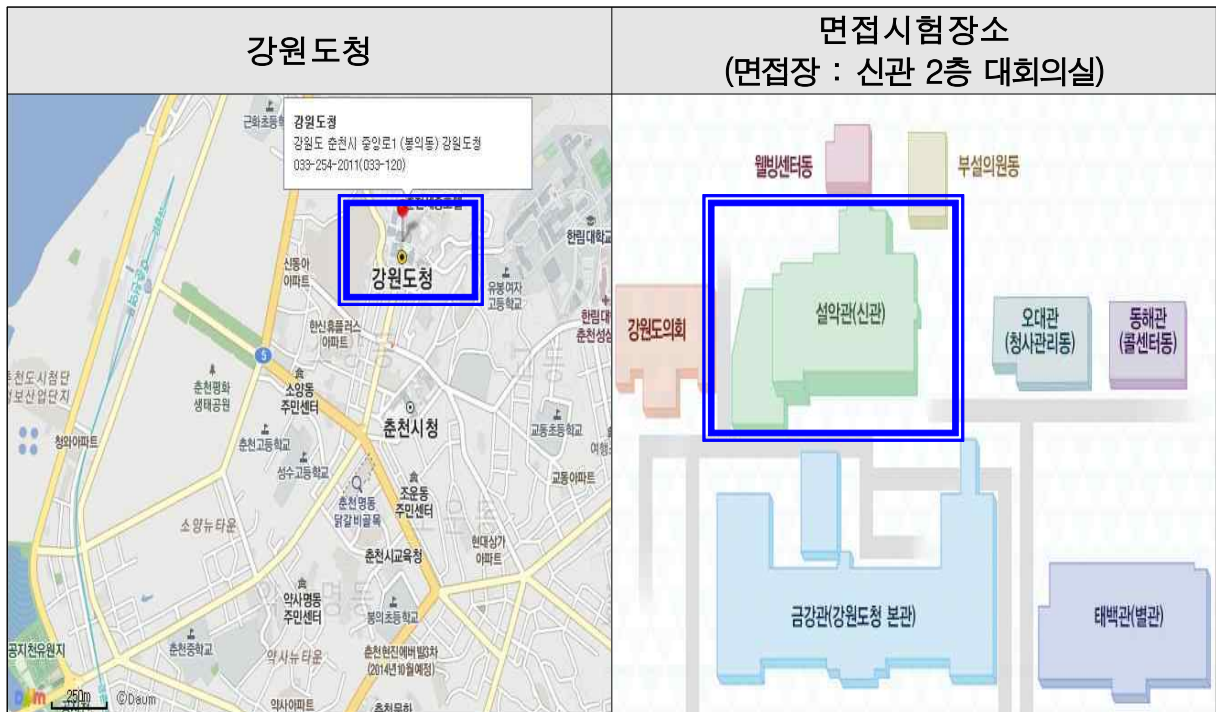 강원도청
면접시험장소
(면접장 : 신관 2층 대회의실)
근화초등학
강원도청
강원도 춘천시 중앙로1 (봉의동) 강원도청
033-254-2011(033-120)
강원도청
한림대학교
신동아
아파트
유봉여자
고등학교
한림대
춘천성심
한신휴플러스
아파트
5
춘천도시첨단
정보산업단지
춘천평화
생태공원
소양동
주민센터
춘천시청
청와아파트
춘천고등학교
성수고등학교
교동초등학교
교동아파트
조운동
주민센터
춘천명동
닭갈비골목
소양뉴타운
춘천시교육청
현대상가
아파트
약사명동
주민센터
봉의초등학교
춘천중학교
공지천유원지
약사뉴타운
춘천현진에버빌3차
(2014년10월예정)
250m
©Daum
약사아파트
춘천문화
웰빙센터동
부설의원동
강원도의회
설악관(신관)
오대관
(청사관리동)
동해관
(콜센터동)
금강관(강원도청 본관)
태백관(별관)